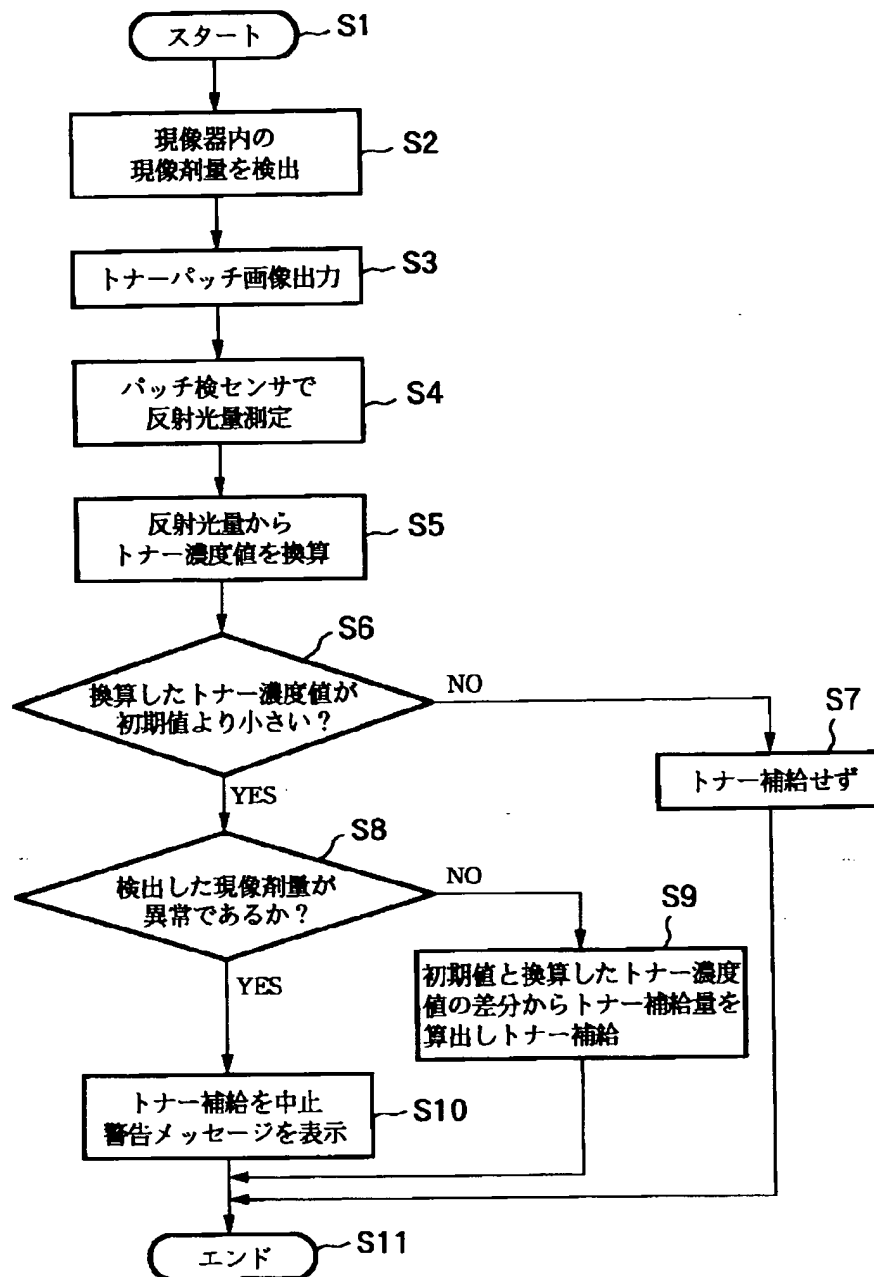 スタート
S1
現像器内の
現像剤量を検出
S2
トナーパッチ画像出力
S3
パッチ検センサで
反射光量測定
S4
反射光量から
トナー濃度値を換算
S5
S6
換算したトナー濃度値が
初期値より小さい？
NO
YES
S7
トナー補給せず
S8
検出した現像剤量が
異常であるか？
NO
YES
S9
初期値と換算したトナー濃度
値の差分からトナー補給量を
算出しトナー補給
トナー補給を中止
警告メッセージを表示
S10
エンド
S11